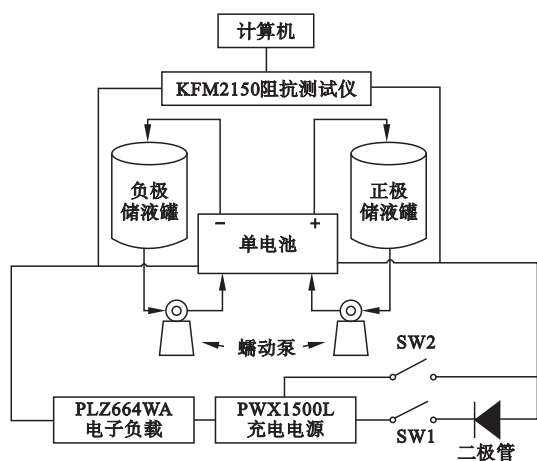 计算机
KFM2150阻抗测试仪
负极
储液罐
正极
储液罐
− +
单电池
蠕动泵
SW2
PLZ664WA
电子负载
PWX1500L
充电电源
SW1
二极管